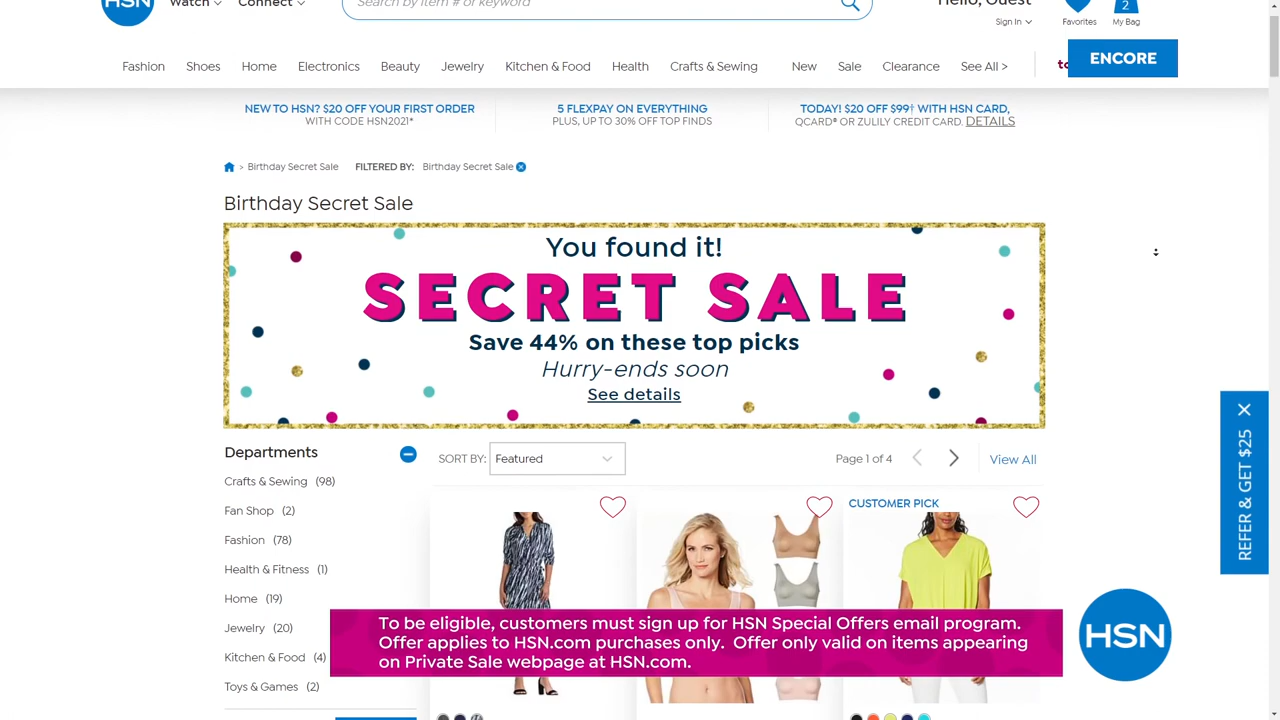 HSN
Watch
Connect
Search by item # or keyword
Hello, Guest
Sign In
Favorites
2
My Bag
Fashion
Shoes
Home
Electronics
Beauty
Jewelry
Kitchen & Food
Health
Crafts & Sewing
New
Sale
Clearance
See All >
ENCORE
NEW TO HSN? $20 OFF YOUR FIRST ORDER
WITH CODE HSN2021*
5 FLEXPAY ON EVERYTHING
PLUS, UP TO 30% OFF TOP FINDS
TODAY! $20 OFF $99† WITH HSN CARD,
QCARD® OR ZULILY CREDIT CARD. DETAILS
> Birthday Secret Sale
FILTERED BY: Birthday Secret Sale
Birthday Secret Sale
You found it!
SECRET SALE
Save 44% on these top picks
Hurry-ends soon
See details
Departments
SORT BY: Featured
Page 1 of 4
View All
Crafts & Sewing (98)
Fan Shop (2)
Fashion (78)
Health & Fitness (1)
Home (19)
Jewelry (20)
Kitchen & Food (4)
Toys & Games (2)
CUSTOMER PICK
REFER & GET $25
To be eligible, customers must sign up for HSN Special Offers email program.
Offer applies to HSN.com purchases only. Offer only valid on items appearing
on Private Sale webpage at HSN.com.
HSN